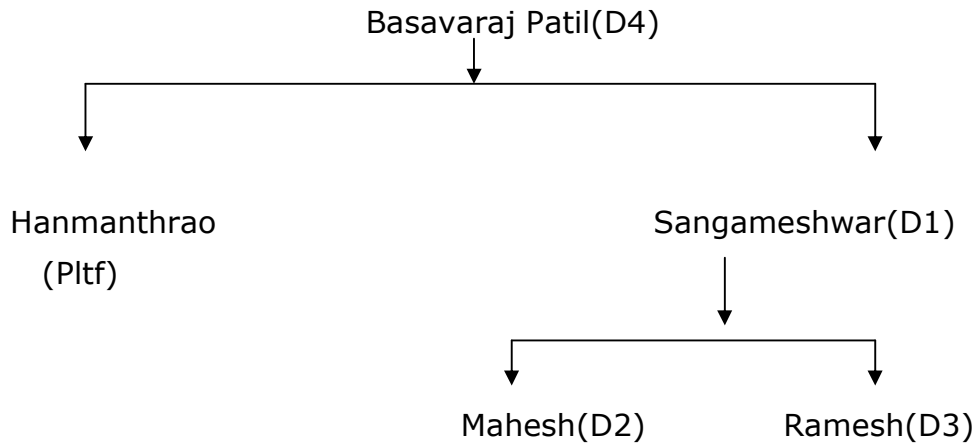 Basavaraj Patil(D4)
Hanmanthrao
(Pltf)
Sangameshwar(D1)
Mahesh(D2)
Ramesh(D3)